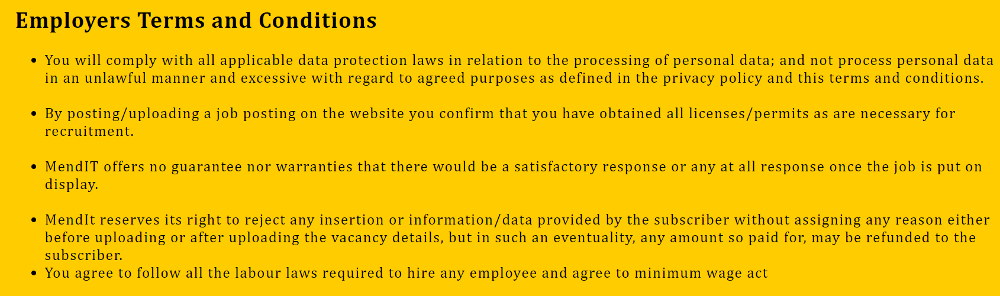 Employers Terms and Conditions
• You will comply with all applicable data protection laws in relation to the processing of personal data; and not process personal data
in an unlawful manner and excessive with regard to agreed purposes as defined in the privacy policy and this terms and conditions.
• By posting/uploading a job posting on the website you confirm that you have obtained all licenses/permits as are necessary for
recruitment.
• MendIT offers no guarantee nor warranties that there would be a satisfactory response or any at all response once the job is put on
display.
• MendIt reserves its right to reject any insertion or information/data provided by the subscriber without assigning any reason either
before uploading or after uploading the vacancy details, but in such an eventuality, any amount so paid for, may be refunded to the
subscriber.
• You agree to follow all the labour laws required to hire any employee and agree to minimum wage act